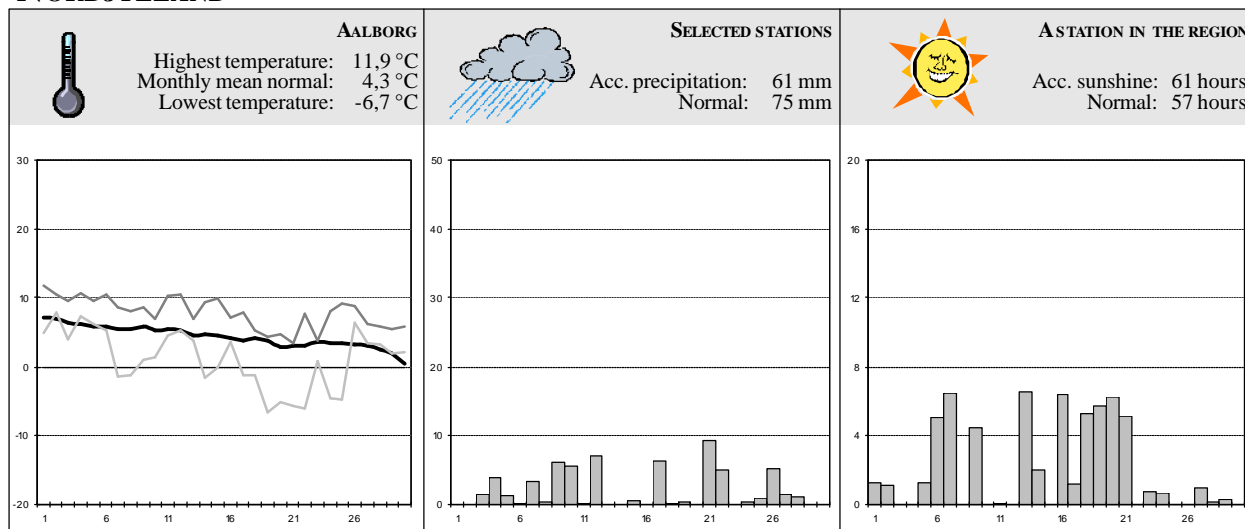 AALBORG
Highest temperature: 11,9 °C
Monthly mean normal: 4,3 °C
Lowest temperature: -6,7 °C
SELECTED STATIONS
Acc. precipitation: 61 mm
Normal: 75 mm
A STATION IN THE REGION
Acc. sunshine: 61 hours
Normal: 57 hours
30
20
10
0
-10
-20
1 6 11 16 21 26
50
40
30
20
10
0
1 6 11 16 21 26
20
16
12
8
4
0
1 6 11 16 21 26